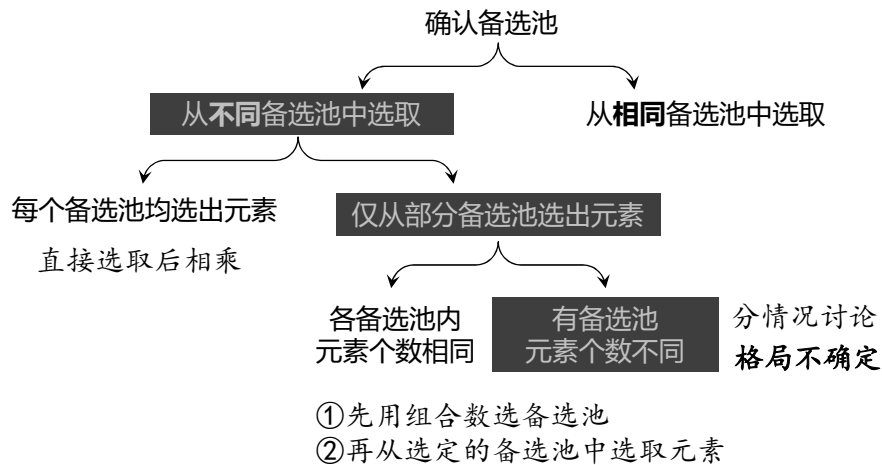 确认备选池
从不同备选池中选取
从相同备选池中选取
每个备选池均选出元素
仅从部分备选池选出元素
直接选取后相乘
各备选池内
元素个数相同
有备选池
元素个数不同
分情况讨论
格局不确定
①先用组合数选备选池
②再从选定的备选池中选取元素